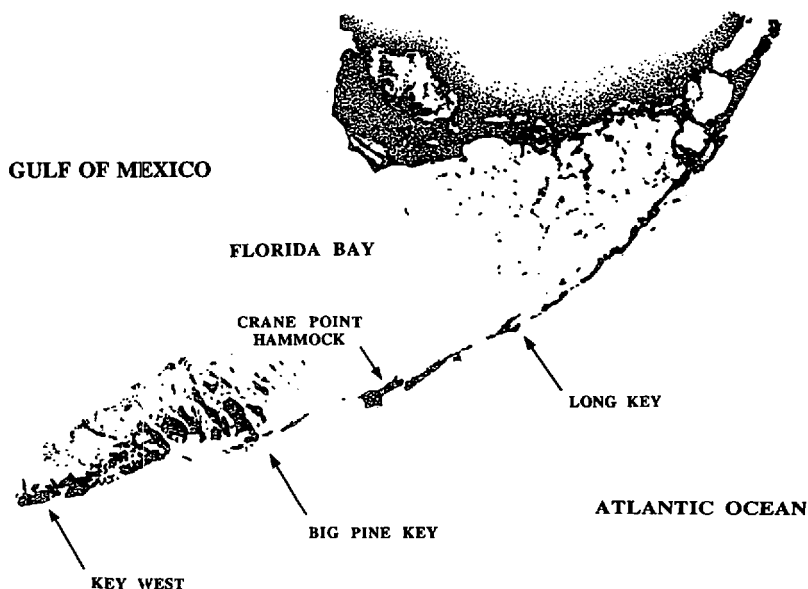 GULF OF MEXICO
FLORIDA BAY
CRANE POINT
HAMMOCK
LONG KEY
ATLANTIC OCEAN
BIG PINE KEY
KEY WEST